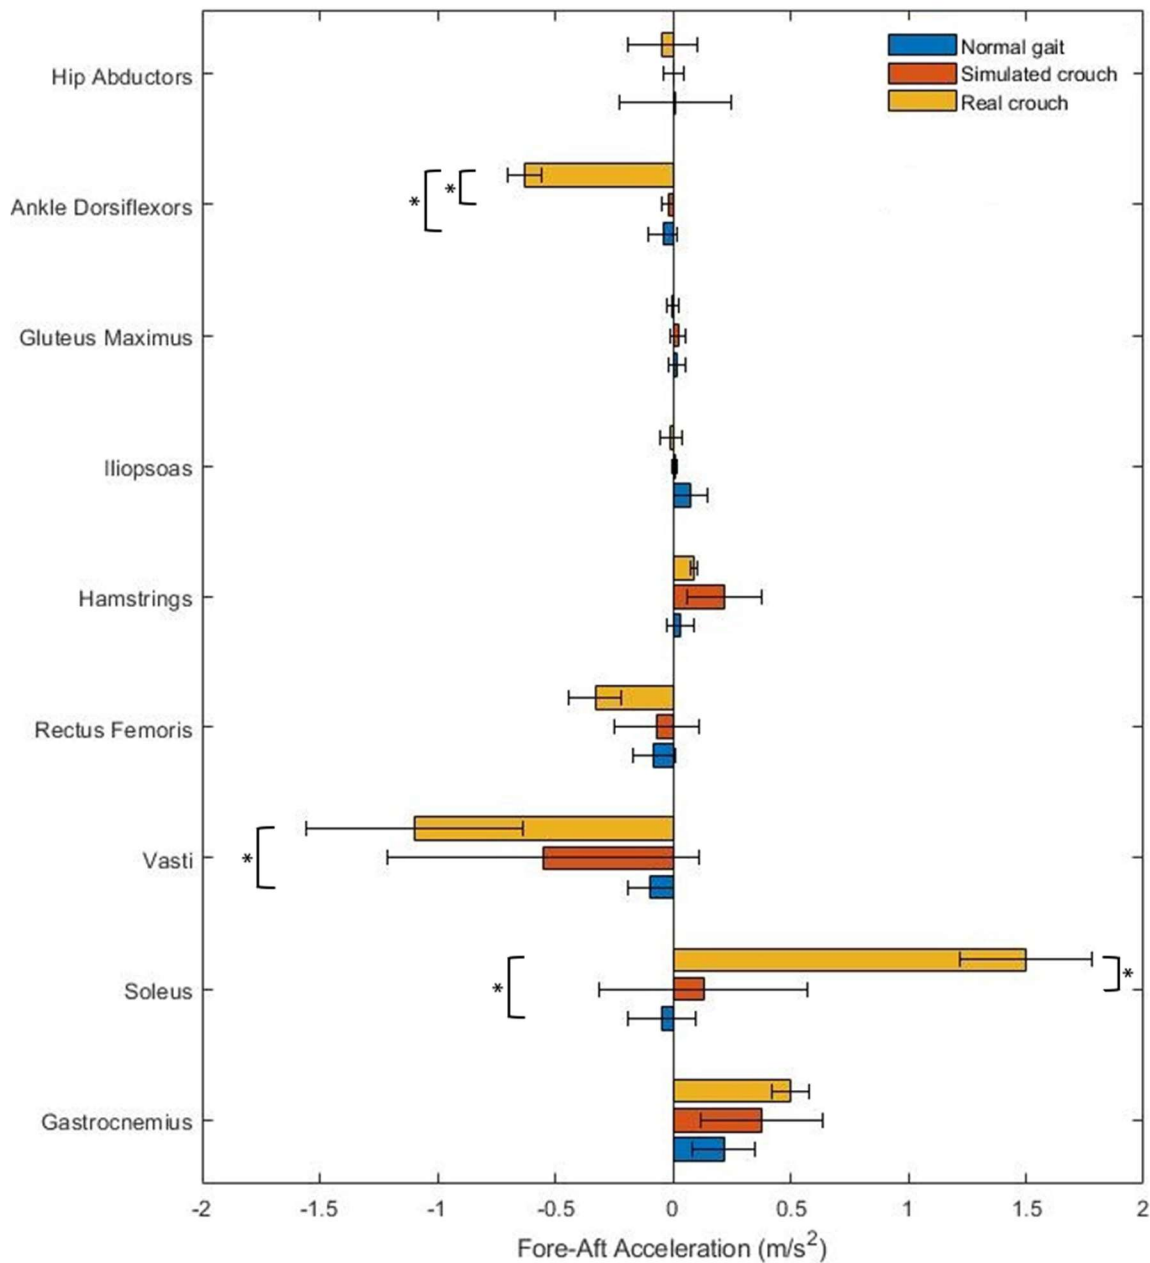 Normal gait
Simulated crouch
Real crouch
Hip Abductors
*
*
Ankle Dorsiflexors
Gluteus Maximus
Iliopsoas
Hamstrings
Rectus Femoris
*
Vasti
*
*
Soleus
Gastrocnemius
-2 -1.5 -1 -0.5 0 0.5 1 1.5 2
Fore-Aft Acceleration (m/s²)